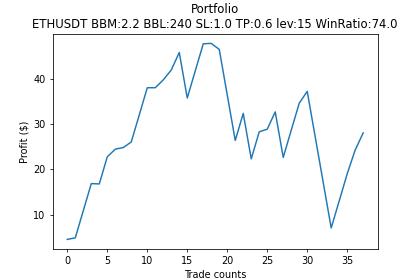 Portfolio
ETHUSDT BBM:2.2 BBL:240 SL:1.0 TP:0.6 lev:15 WinRatio:74.0
Profit ($)
40
30
20
10
0 5 10 15 20 25 30 35
Trade counts